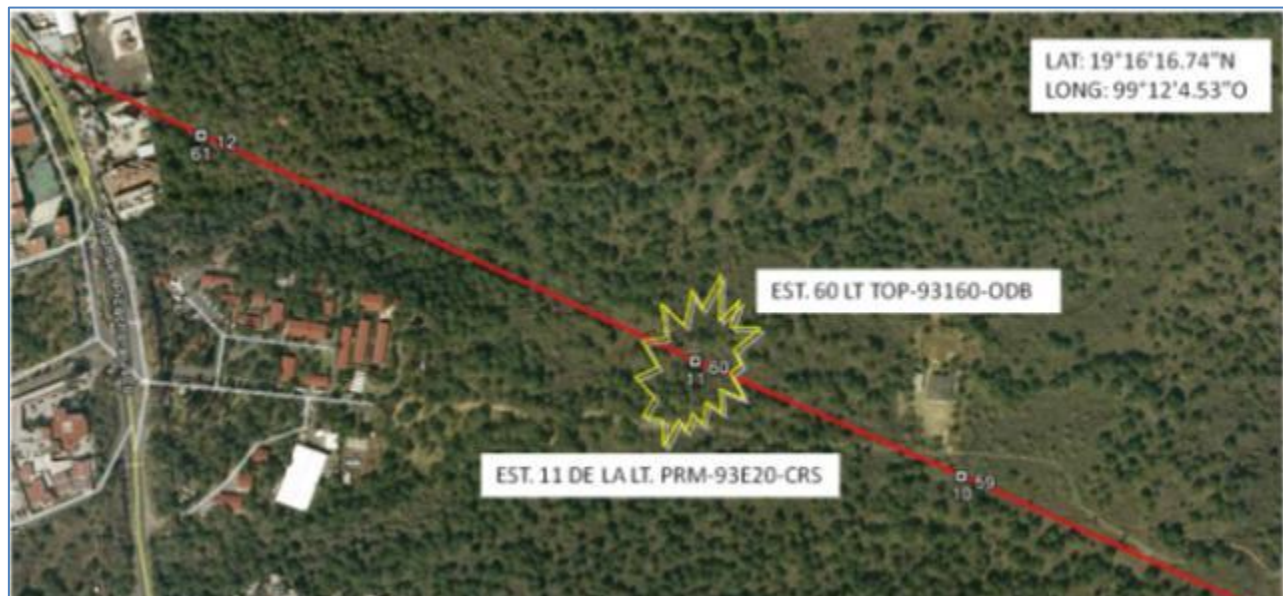 LAT: 19°16'16.74"N
LONG: 99°12'4.53"O
12
61
EST. 60 LT TOP-93160-ODB
60
11
EST. 11 DE LA LT. PRM-93E20-CRS
59
10